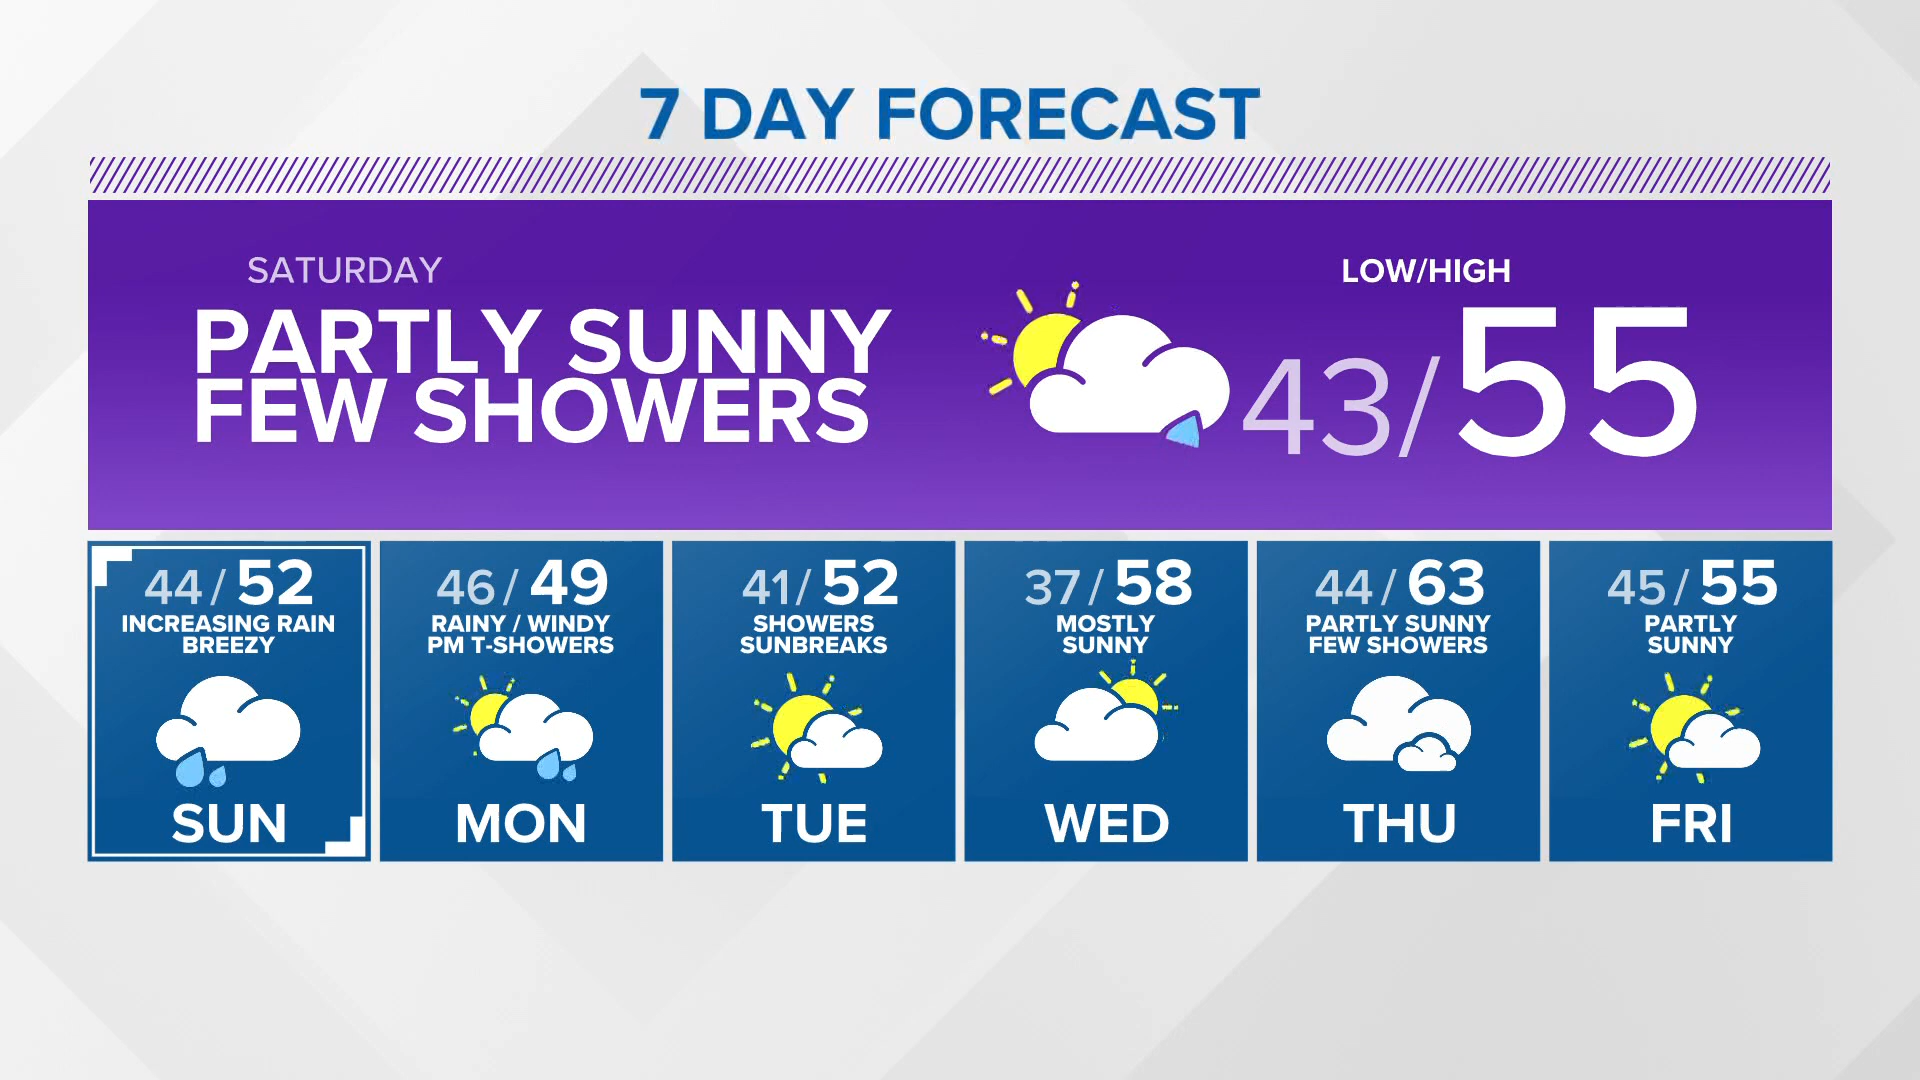 7 DAY FORECAST
SATURDAY
PARTLY SUNNY
FEW SHOWERS
LOW/HIGH
43/55
44/52
INCREASING RAIN
BREEZY
SUN
46/49
RAINY / WINDY
PM T-SHOWERS
MON
41/52
SHOWERS
SUNBREAKS
TUE
37/58
MOSTLY
SUNNY
WED
44/63
PARTLY SUNNY
FEW SHOWERS
THU
45/55
PARTLY
SUNNY
FRI